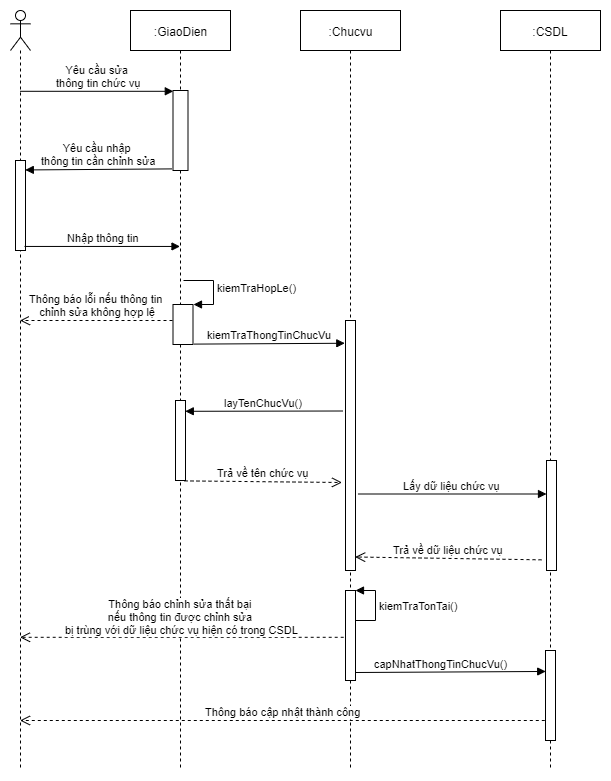 :GiaoDien
:Chucvu
:CSDL
Yêu cầu sửa
thông tin chức vụ
Yêu cầu nhập
thông tin cần chỉnh sửa
Nhập thông tin
kiemTraHopLe()
Thông báo lỗi nếu thông tin
chỉnh sửa không hợp lệ
kiemTraThongTinChucVu
layTenChucVu()
Trả về tên chức vụ
Lấy dữ liệu chức vụ
Trả về dữ liệu chức vụ
Thông báo chỉnh sửa thất bại
nếu thông tin được chỉnh sửa
bị trùng với dữ liệu chức vụ hiện có trong CSDL
kiemTraTonTai()
capNhatThongTinChucVu()
Thông báo cập nhật thành công